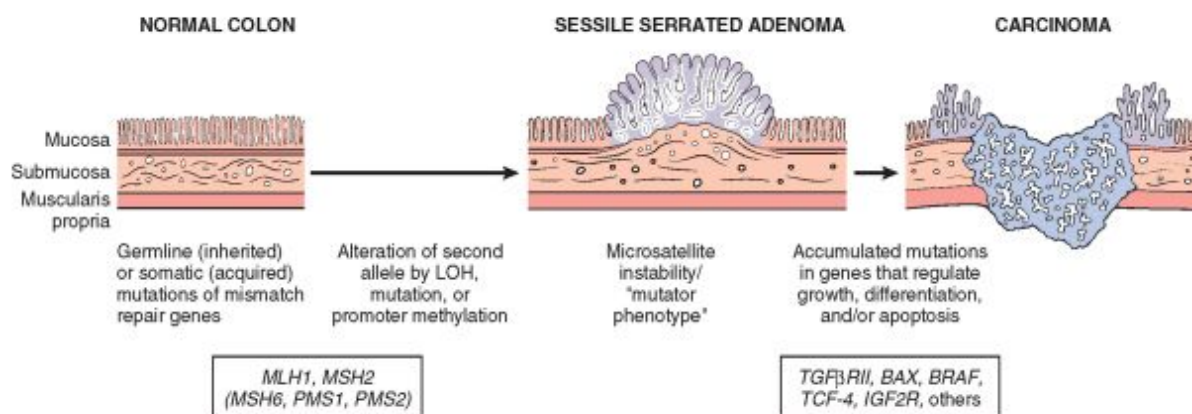 NORMAL COLON
SESSILE SERRATED ADENOMA
CARCINOMA
Mucosa
Submucosa
Muscularis
propria
Germline (inherited)
or somatic (acquired)
mutations of mismatch
repair genes
Alteration of second
allele by LOH,
mutation, or
promoter methylation
Microsatellite
instability/
"mutator
phenotype"
Accumulated mutations
in genes that regulate
growth, differentiation,
and/or apoptosis
MLH1, MSH2
(MSH6, PMS1, PMS2)
TGFβRII, BAX, BRAF,
TCF-4, IGF2R, others